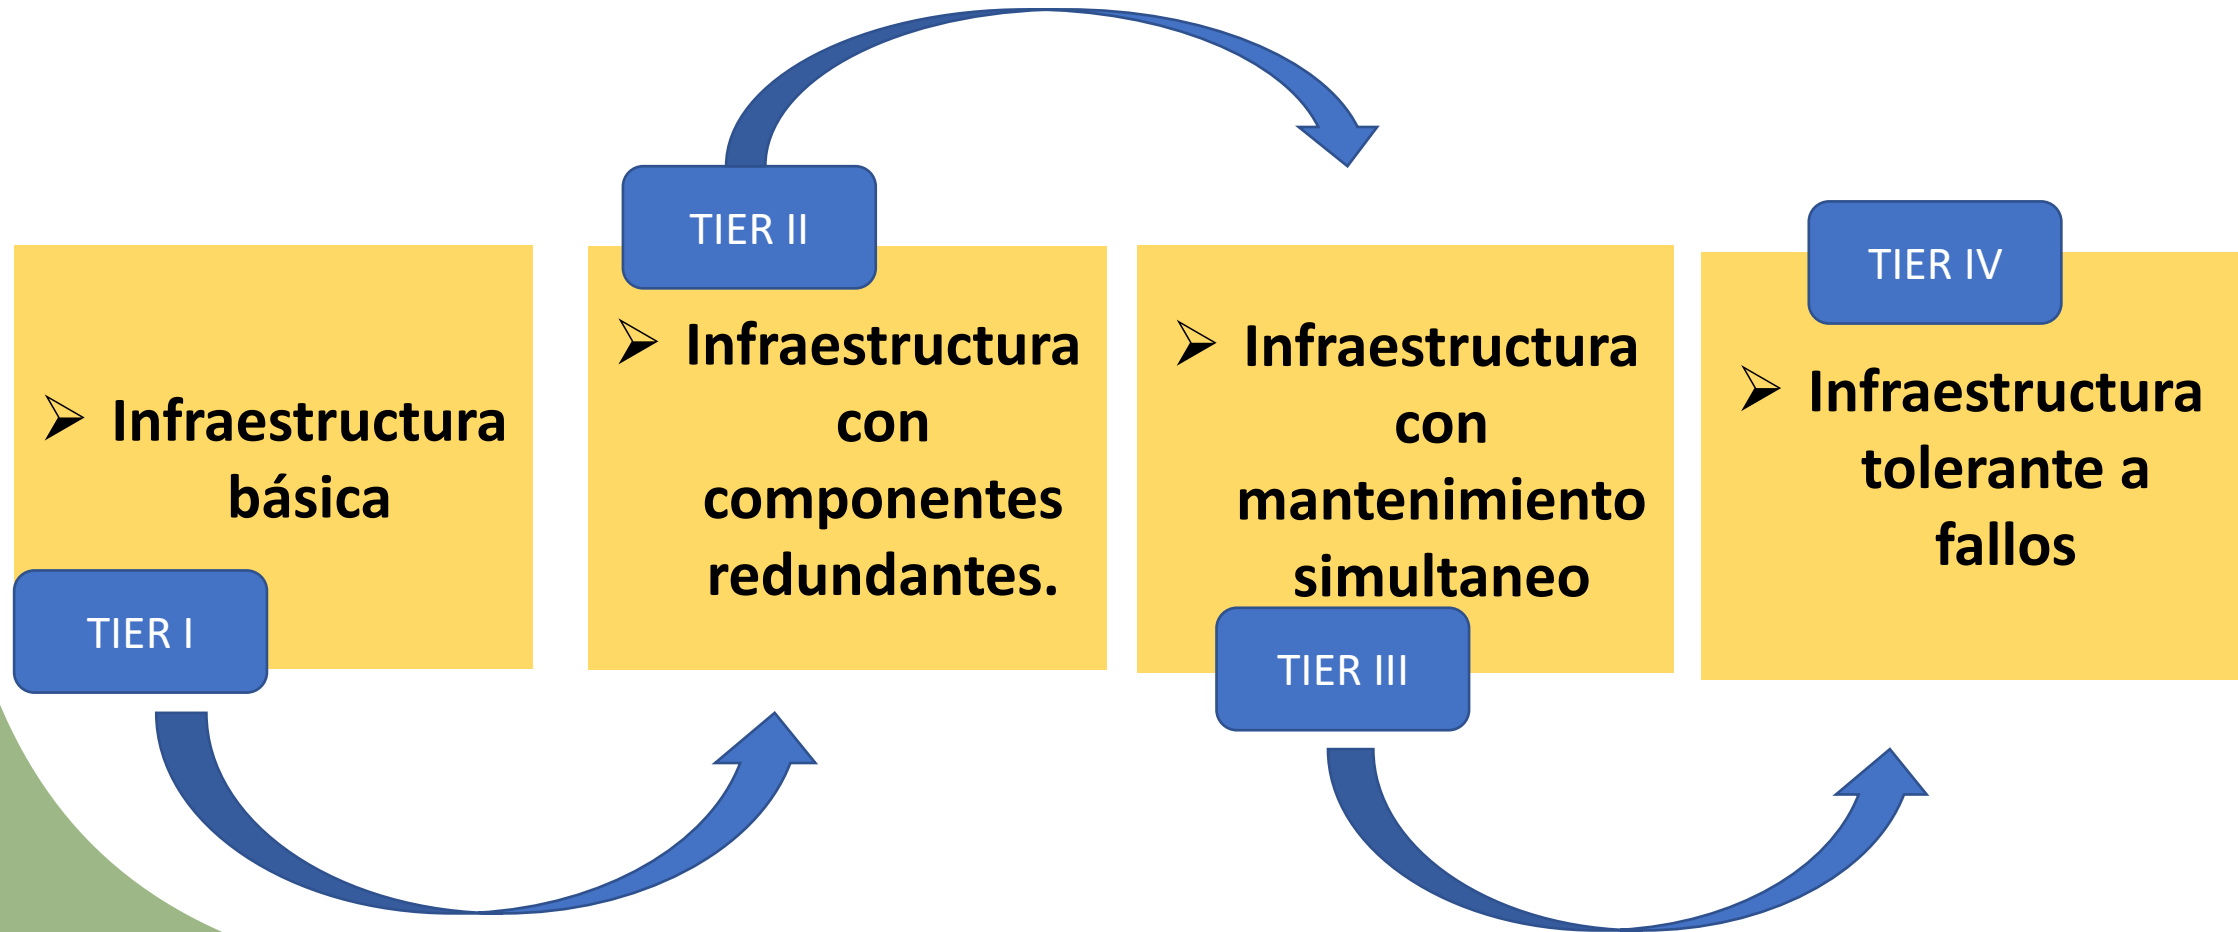 Infraestructura
básica
TIER I
TIER II
Infraestructura
con
componentes
redundantes.
Infraestructura
con
mantenimiento
simultaneo
TIER III
TIER IV
Infraestructura
tolerante a
fallos